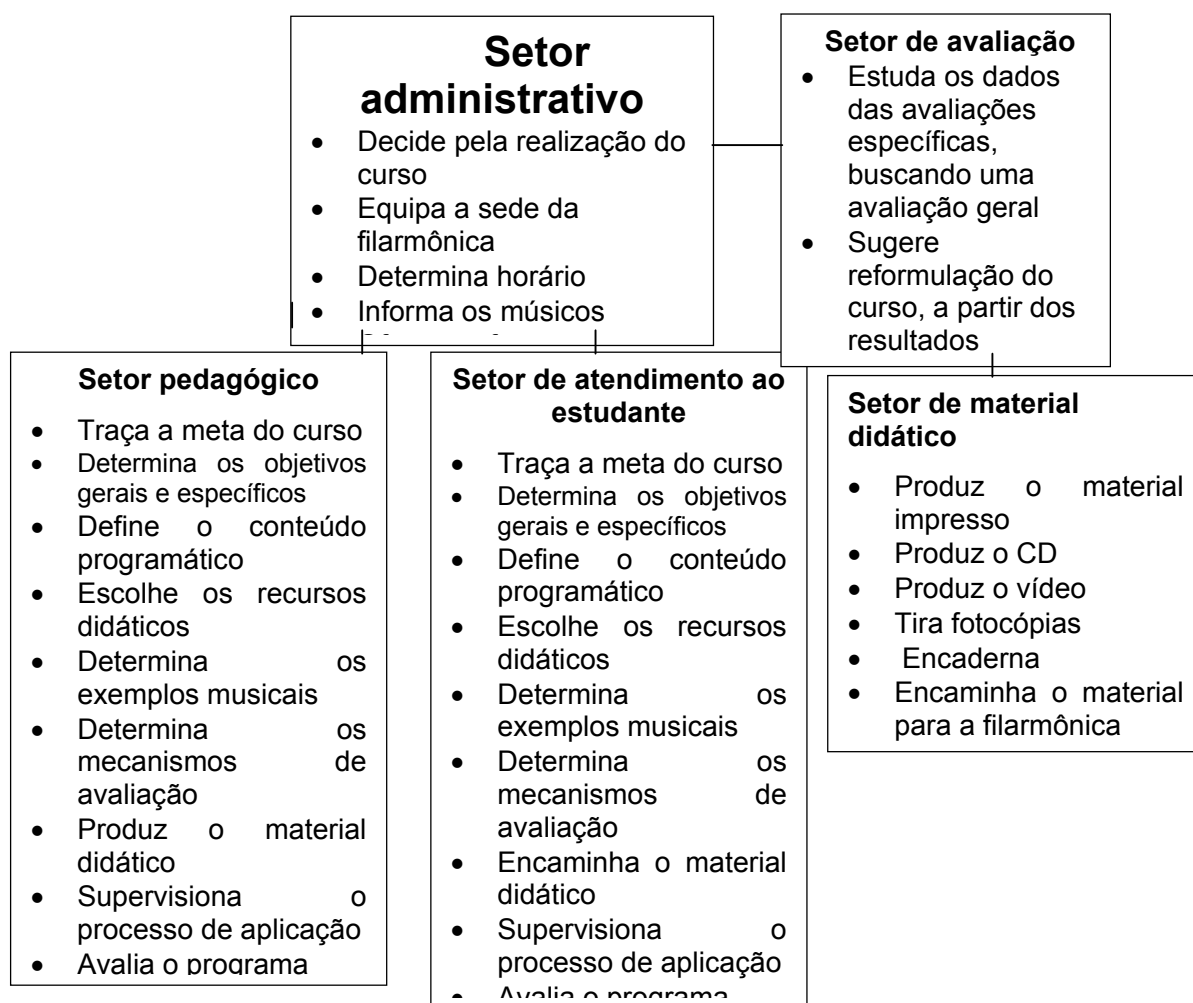 Setor
administrativo
• Decide pela realização do
curso
• Equipa a sede da
filarmônica
• Determina horário
• Informa os músicos
Setor de avaliação
• Estuda os dados
das avaliações
específicas,
buscando uma
avaliação geral
• Sugere
reformulação do
curso, a partir dos
resultados
Setor pedagógico
• Traça a meta do curso
• Determina os objetivos
gerais e específicos
• Define o conteúdo
programático
• Escolhe os recursos
didáticos
• Determina os
exemplos musicais
• Determina os
mecanismos de
avaliação
• Produz o material
didático
• Supervisiona o
processo de aplicação
• Avalia o programa
Setor de atendimento ao
estudante
• Traça a meta do curso
• Determina os objetivos
gerais e específicos
• Define o conteúdo
programático
• Escolhe os recursos
didáticos
• Determina os
exemplos musicais
• Determina os
mecanismos de
avaliação
• Encaminha o material
didático
• Supervisiona o
processo de aplicação
• Avalia o programa
Setor de material
didático
• Produz o material
impresso
• Produz o CD
• Produz o vídeo
• Tira fotocópias
• Encaderna
• Encaminha o material
para a filarmônica